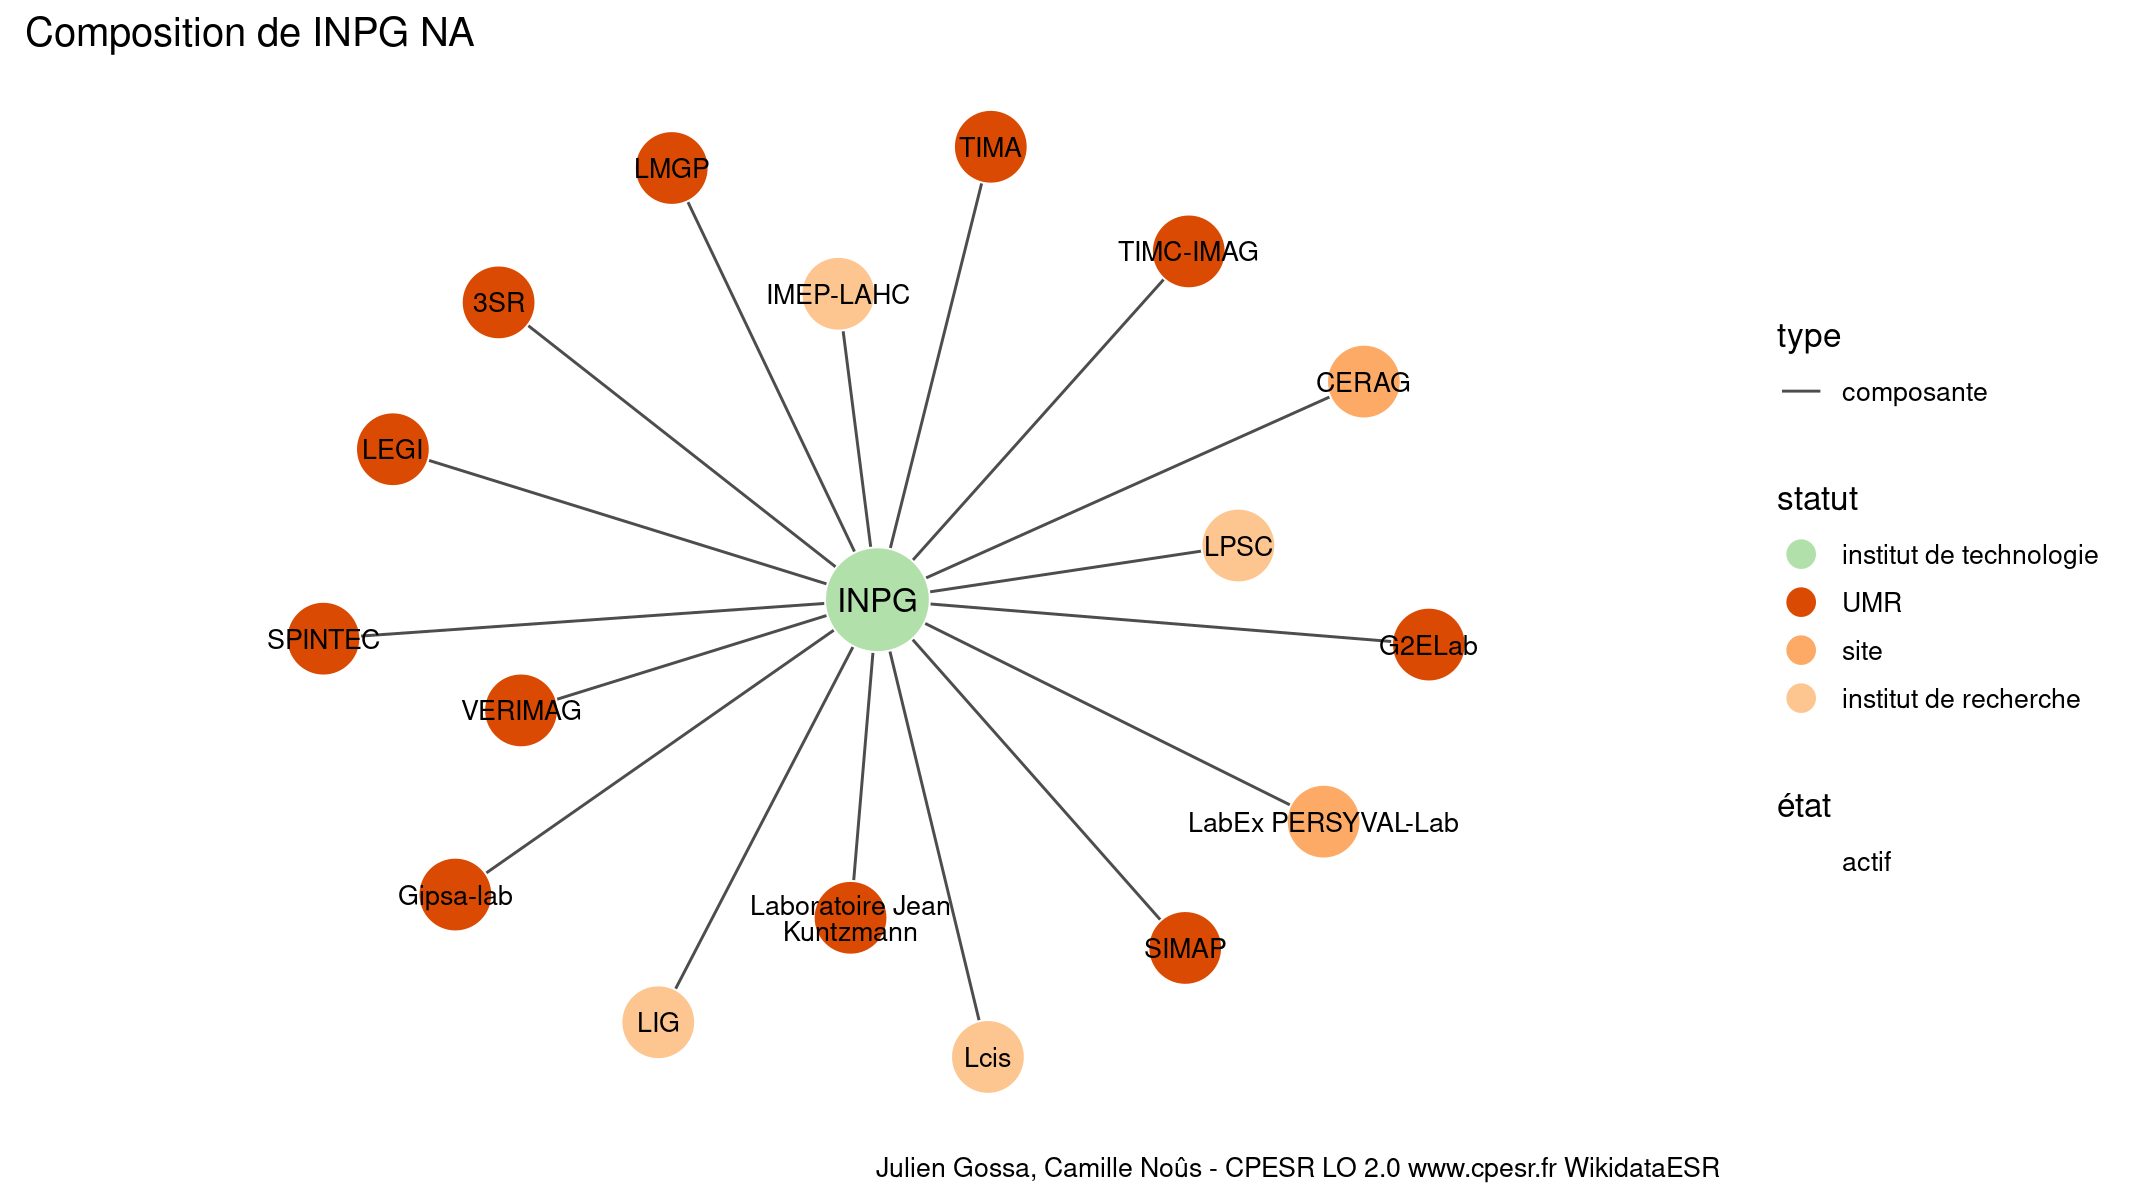 Composition de INPG NA
TIMA
LMGP
TIMC-IMAG
IMEP-LAHC
3SR
CERAG
LEGI
LPSC
INPG
SPINTEC
G2ELab
VERIMAG
LabEx PERSYVAL-Lab
Gipsa-lab
Laboratoire Jean
Kuntzmann
SIMAP
LIG
Lcis
type
composante
statut
institut de technologie
UMR
site
institut de recherche
état
actif
Julien Gossa, Camille Noûs - CPESR LO 2.0 www.cpesr.fr WikidataESR